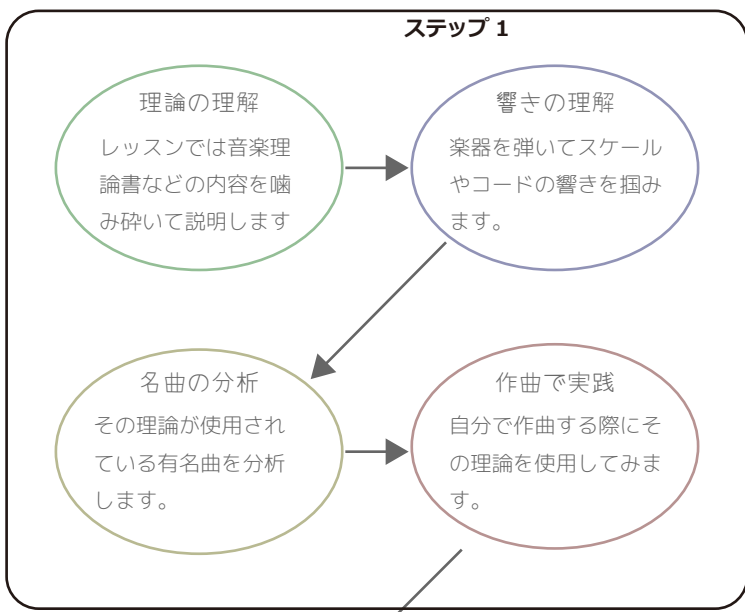 ステップ 1
理論の理解
レッスンでは音楽理
論書などの内容を噛
み砕いて説明します
響きの理解
楽器を弾いてスケール
やコードの響きを掴み
ます。
名曲の分析
その理論が使用され
ている有名曲を分析
します。
作曲で実践
自分で作曲する際にそ
の理論を使用してみま
す。